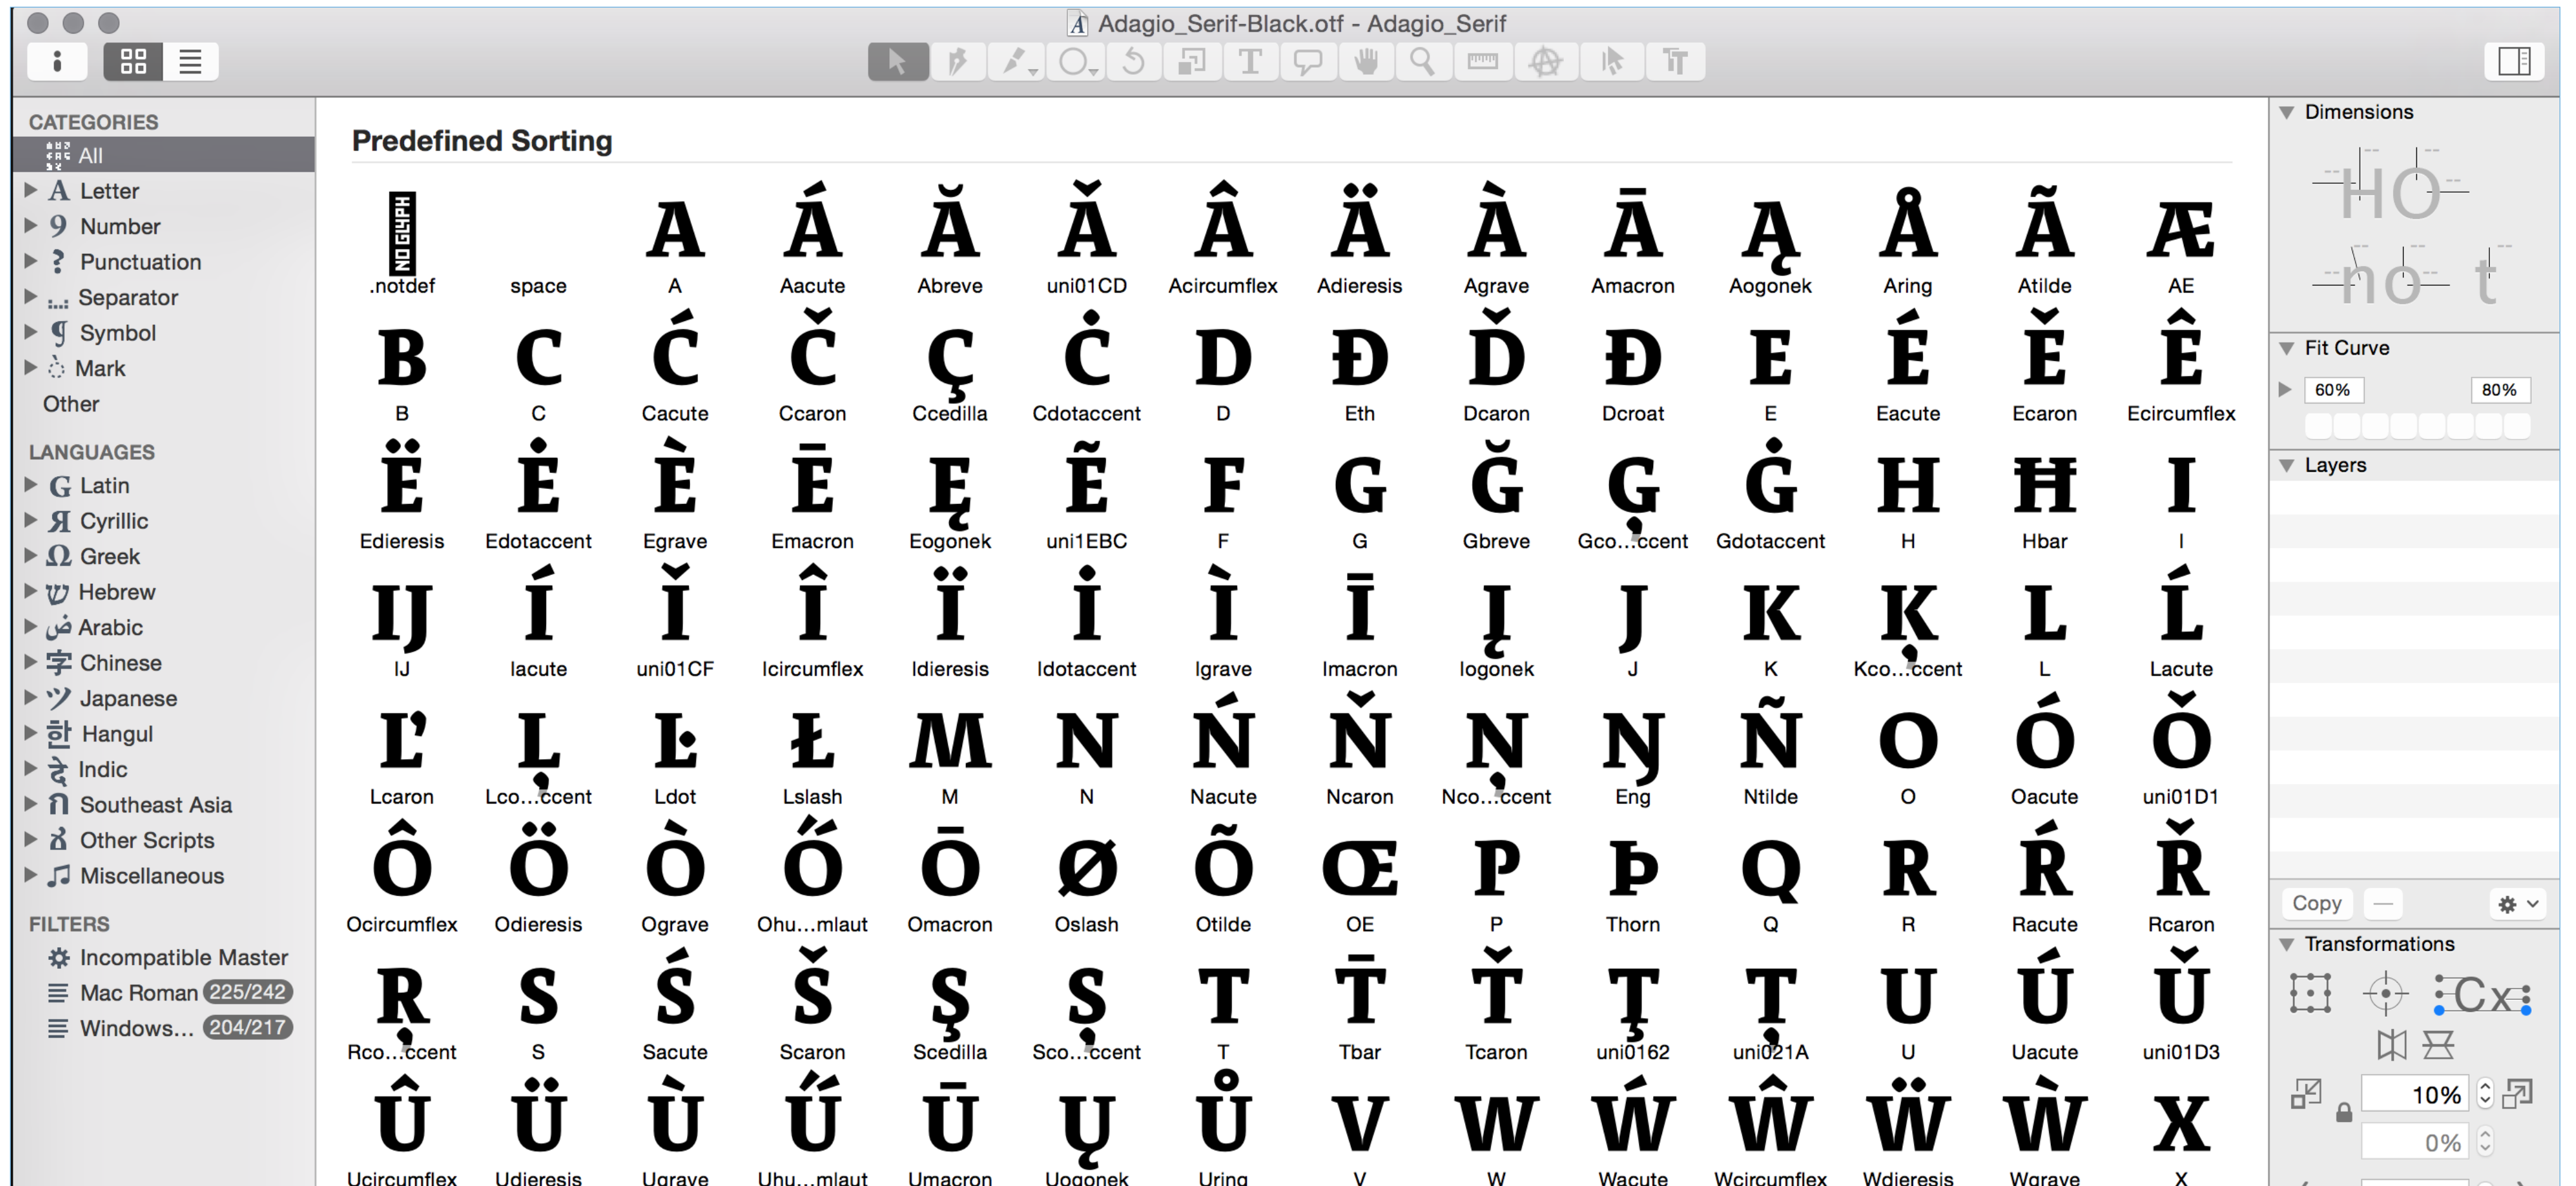 Adagio_Serif-Black.otf - Adagio_Serif
CATEGORIES
All
Letter
Number
Punctuation
Separator
Symbol
Mark
Other
LANGUAGES
Latin
Cyrillic
Greek
Hebrew
Arabic
Chinese
Japanese
Hangul
Indic
Southeast Asia
Other Scripts
Miscellaneous
FILTERS
Incompatible Master
Mac Roman 225/242
Windows... 204/217
Predefined Sorting
NO GLYPH A Á Ă Ǎ Â Ä À Ā Ą Å Ã Æ
.notdef space A Aacute Abreve uni01CD Acircumflex Adieresis Agrave Amacron Aogonek Aring Atilde AE
B C Ć Č Ç Ċ D Ð Ď Đ E É Ě Ê
B C Cacute Ccaron Ccedilla Cdotaccent D Eth Dcaron Dcroat E Eacute Ecaron Ecircumflex
Ë Ė È Ē Ę Ẽ F G Ğ Ģ Ġ H Ħ I
Edieresis Edotaccent Egrave Emacron Eogonek uni1EBC F G Gbreve Gco...ccent Gdotaccent H Hbar I
IJ Í Ǐ Î Ï İ Ì Ī Į J K Ķ L Ĺ
IJ Iacute uni01CF Icircumflex Idieresis Idotaccent Igrave Imacron Iogonek J K Kco...ccent L Lacute
Ľ Ļ Ŀ Ł M N Ń Ň Ņ Ŋ Ñ O Ó Ǒ
Lcaron Lco...ccent Ldot Lslash M N Nacute Ncaron Nco...ccent Eng Ntilde O Oacute uni01D1
Ô Ö Ò Ő Ō Ø Õ Œ P Þ Q R Ŕ Ř
Ocircumflex Odieresis Ograve Ohu...mlaut Omacron Oslash Otilde OE P Thorn Q R Racute Rcaron
Ŗ S Ś Š Ş Ș T T̄ Ť Ţ Ț U Ú Ǔ
Rco...ccent S Sacute Scaron Scedilla Sco...ccent T Tbar Tcaron uni0162 uni021A U Uacute uni01D3
Û Ü Ù Ű Ū Ų Ů V W Ẃ Ŵ Ẅ Ẁ X
Ucircumflex Udieresis Ugrave Uhu...mlaut Umacron Uogonek Uring V W Wacute Wcircumflex Wdieresis Wgrave X
Dimensions
HO
no t
Fit Curve
60% 80%
Layers
Copy
Transformations
Cx
10%
0%